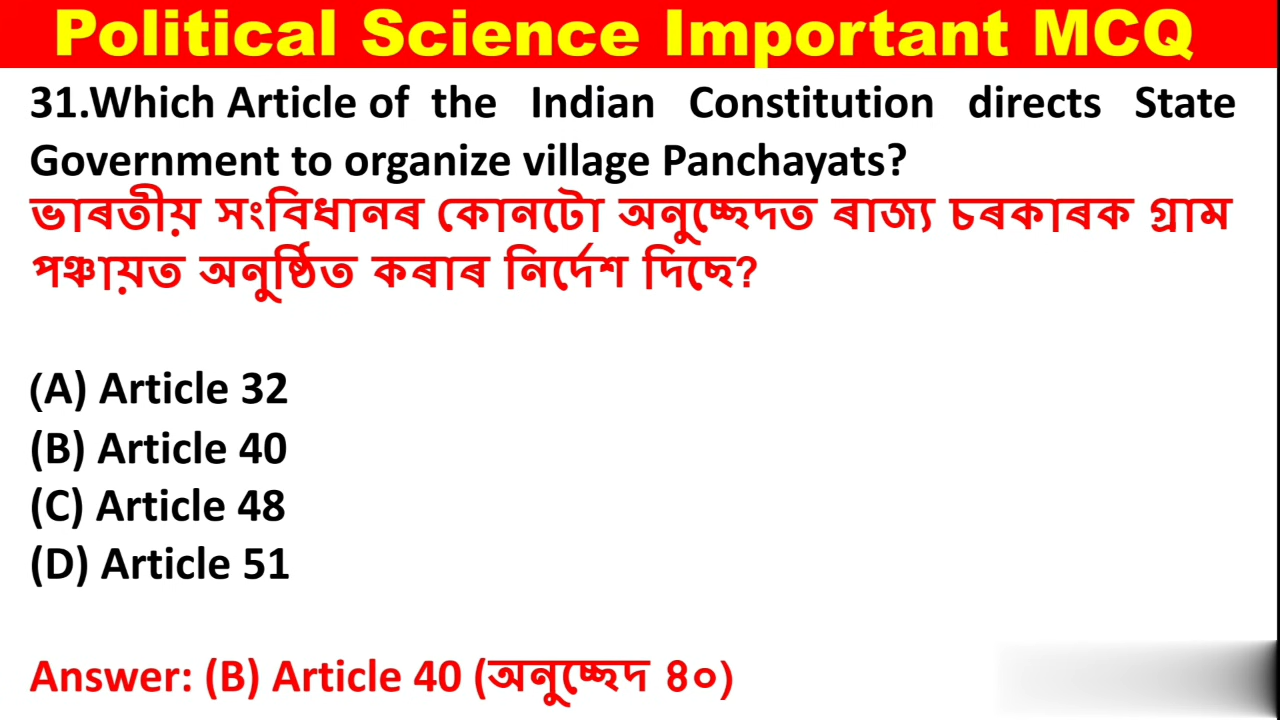 Political Science Important MCQ
31.Which Article of the Indian Constitution directs State
Government to organize village Panchayats?
ভাৰতীয় সংবিধানৰ কোনটো অনুচ্ছেদত ৰাজ্য চৰকাৰক গ্ৰাম
পঞ্চায়ত অনুষ্ঠিত কৰাৰ নিৰ্দেশ দিছে?
(A) Article 32
(B) Article 40
(C) Article 48
(D) Article 51
Answer: (B) Article 40 (অনুচ্ছেদ ৪০)